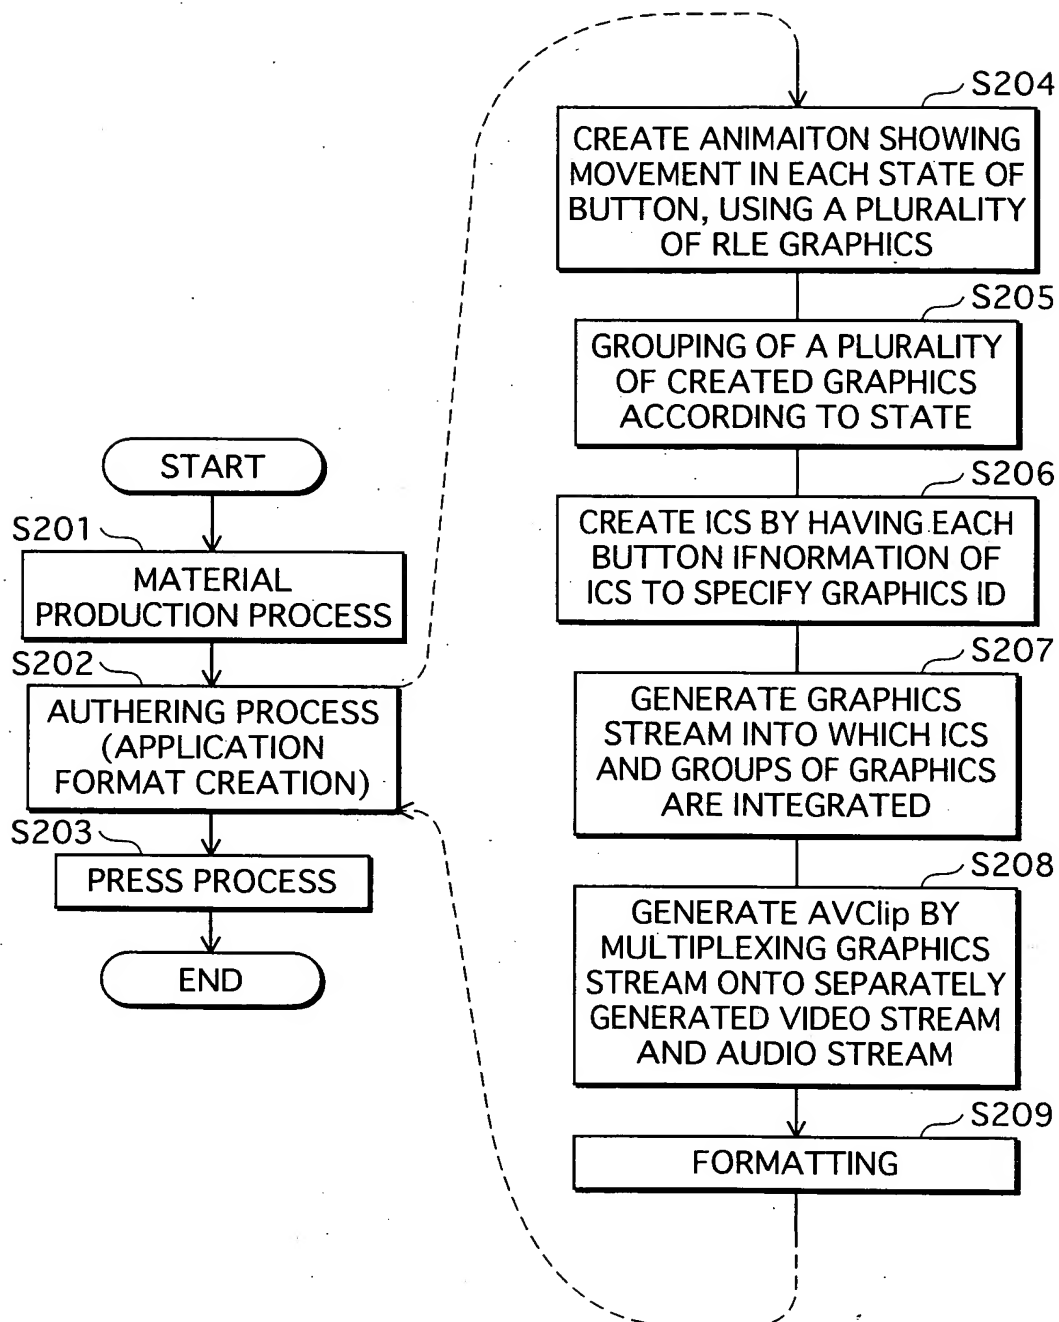 START
S201
MATERIAL
PRODUCTION PROCESS
S202
AUTHERING PROCESS
(APPLICATION
FORMAT CREATION)
S203
PRESS PROCESS
END
S204
CREATE ANIMAITON SHOWING
MOVEMENT IN EACH STATE OF
BUTTON, USING A PLURALITY
OF RLE GRAPHICS
S205
GROUPING OF A PLURALITY
OF CREATED GRAPHICS
ACCORDING TO STATE
S206
CREATE ICS BY HAVING EACH
BUTTON IFNORMATION OF
ICS TO SPECIFY GRAPHICS ID
S207
GENERATE GRAPHICS
STREAM INTO WHICH ICS
AND GROUPS OF GRAPHICS
ARE INTEGRATED
S208
GENERATE AVClip BY
MULTIPLEXING GRAPHICS
STREAM ONTO SEPARATELY
GENERATED VIDEO STREAM
AND AUDIO STREAM
S209
FORMATTING